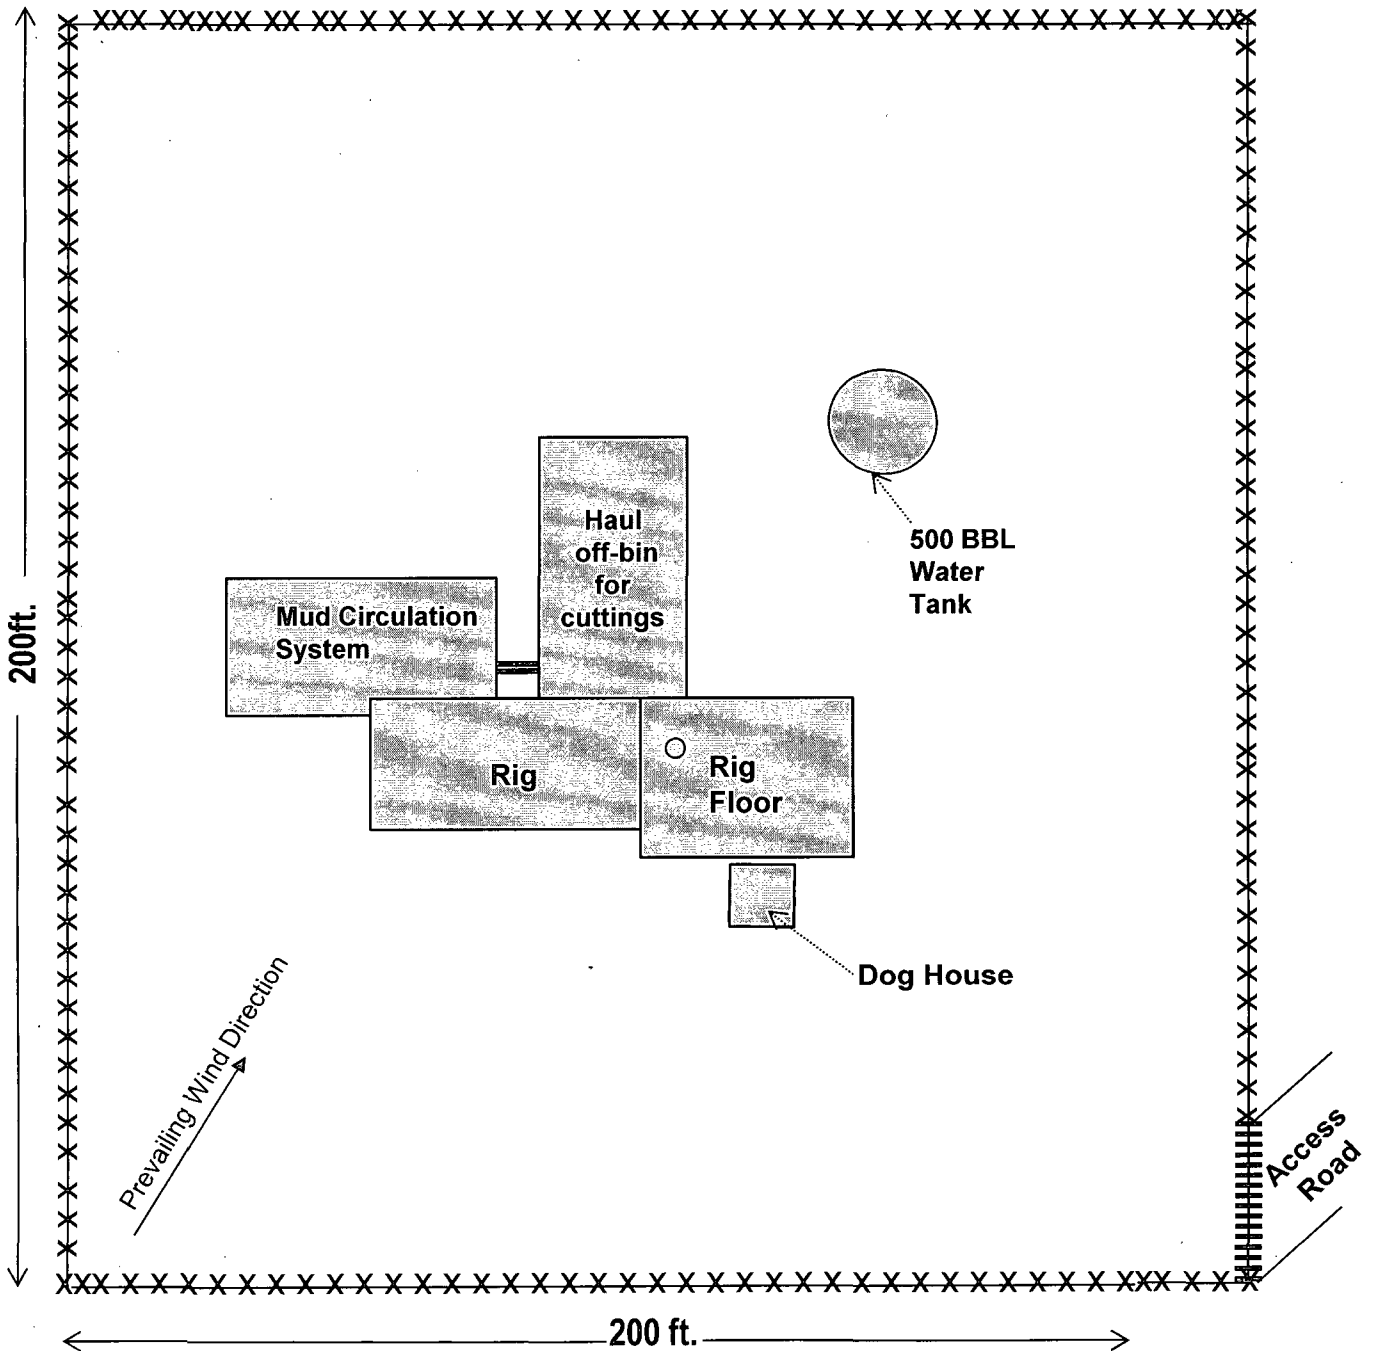 Haul
off-bin
for
cuttings
500 BBL
Water
Tank
Mud Circulation
System
200ft.
Rig
Rig
Floor
Dog House
Prevailing Wind Direction
Access
Road
200 ft.